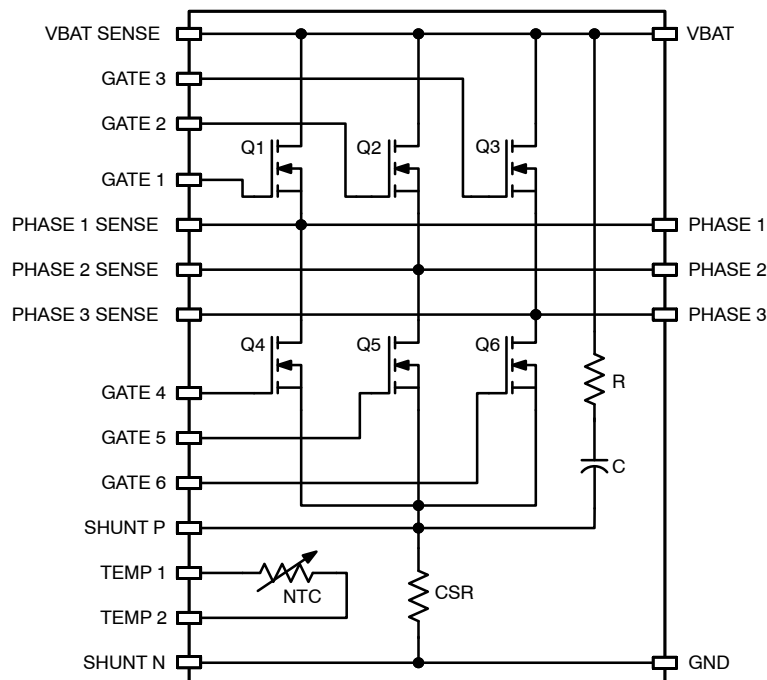 VBAT SENSE
VBAT
GATE 3
GATE 2
Q1
Q2
Q3
GATE 1
PHASE 1 SENSE
PHASE 1
PHASE 2 SENSE
PHASE 2
PHASE 3 SENSE
PHASE 3
Q4
Q5
Q6
R
GATE 4
GATE 5
C
GATE 6
SHUNT P
TEMP 1
NTC
CSR
TEMP 2
SHUNT N
GND